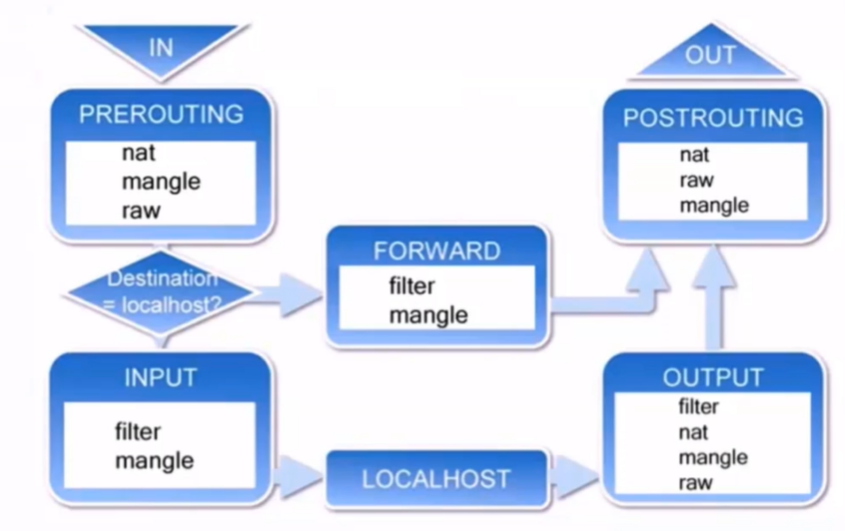 IN
PREROUTING
nat
mangle
raw
Destination
= localhost?
INPUT
filter
mangle
FORWARD
filter
mangle
LOCALHOST
OUT
POSTROUTING
nat
raw
mangle
OUTPUT
filter
nat
mangle
raw